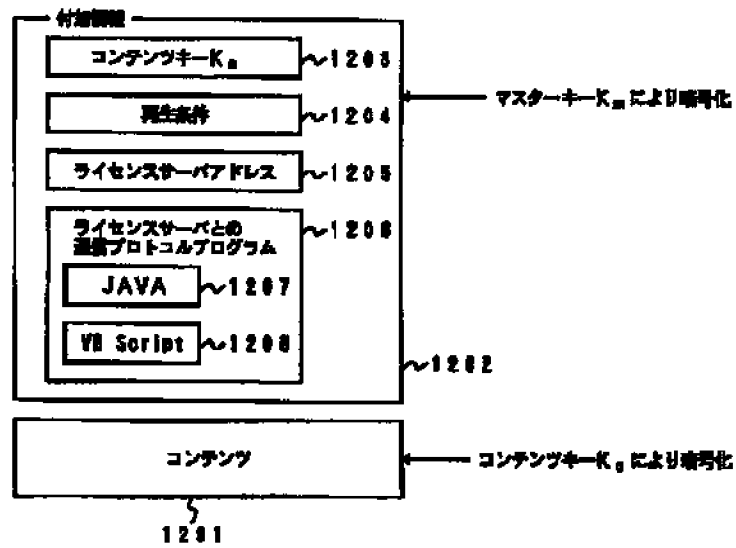 付加情報
コンテンツキーKₐ 〜1203
マスターキーKₘにより暗号化
再生条件 〜1204
ライセンスサーバアドレス 〜1205
ライセンスサーバとの 〜1206
通信プロトコルプログラム
JAVA 〜1207
VB Script 〜1208
〜1202
コンテンツ
コンテンツキーKにより暗号化
1201